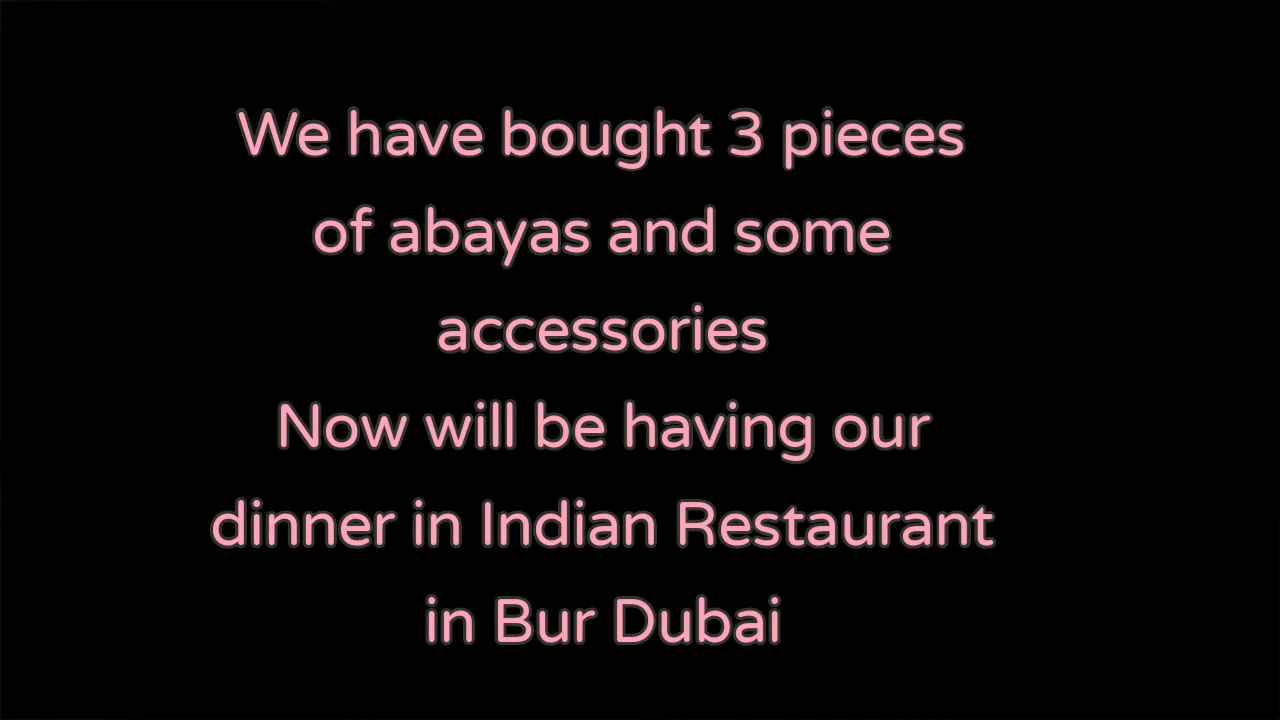 We have bought 3 pieces
of abayas and some
accessories
Now will be having our
dinner in Indian Restaurant
in Bur Dubai